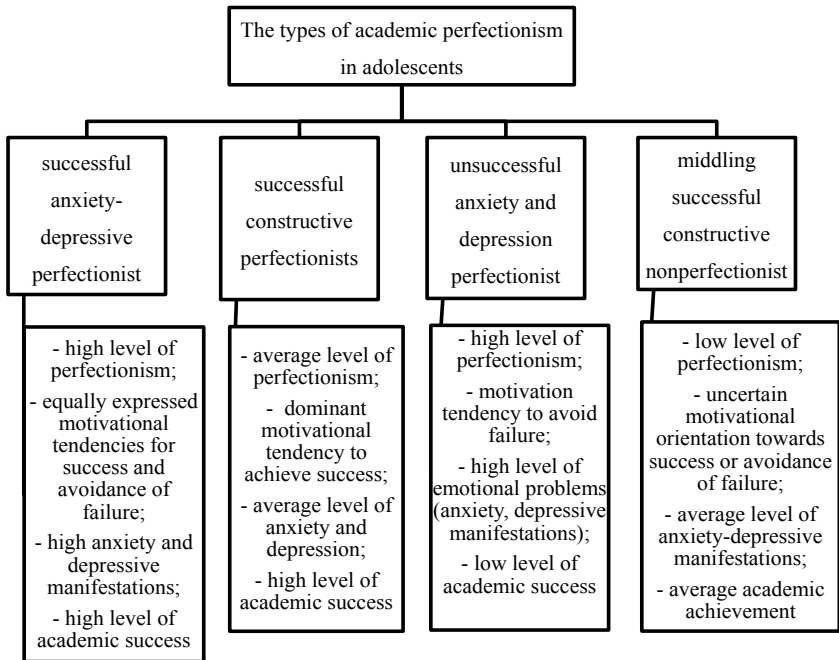 The types of academic perfectionism
in adolescents
successful
anxiety-
depressive
perfectionist
successful
constructive
perfectionists
unsuccessful
anxiety and
depression
perfectionist
middling
successful
constructive
nonperfectionist
- high level of
perfectionism;
- equally expressed
motivational
tendencies for
success and
avoidance of
failure;
- high anxiety and
depressive
manifestations;
- high level of
academic success
- average level of
perfectionism;
- dominant
motivational
tendency to
achieve success;
- average level of
anxiety and
depression;
- high level of
academic success
- high level of
perfectionism;
- motivation
tendency to avoid
failure;
- high level of
emotional problems
(anxiety, depressive
manifestations);
- low level of
academic success
- low level of
perfectionism;
- uncertain
motivational
orientation towards
success or avoidance
of failure;
- average level of
anxiety-depressive
manifestations;
- average academic
achievement